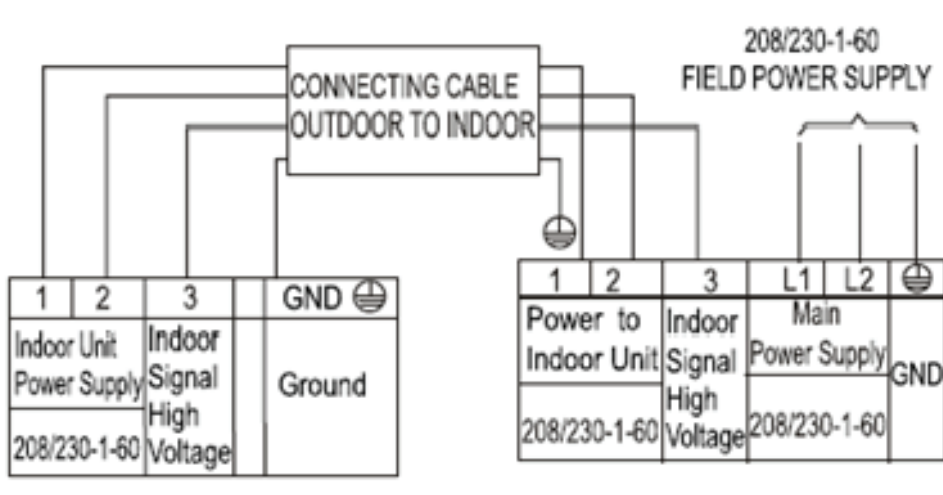 208/230-1-60
FIELD POWER SUPPLY
CONNECTING CABLE
OUTDOOR TO INDOOR
1 2 3 GND
Indoor Unit
Power Supply
208/230-1-60
Indoor
Signal
High
Voltage
Ground
1 2 3 L1 L2
Power to
Indoor Unit
208/230-1-60
Indoor
Signal
High
Voltage
Main
Power Supply
208/230-1-60
GND